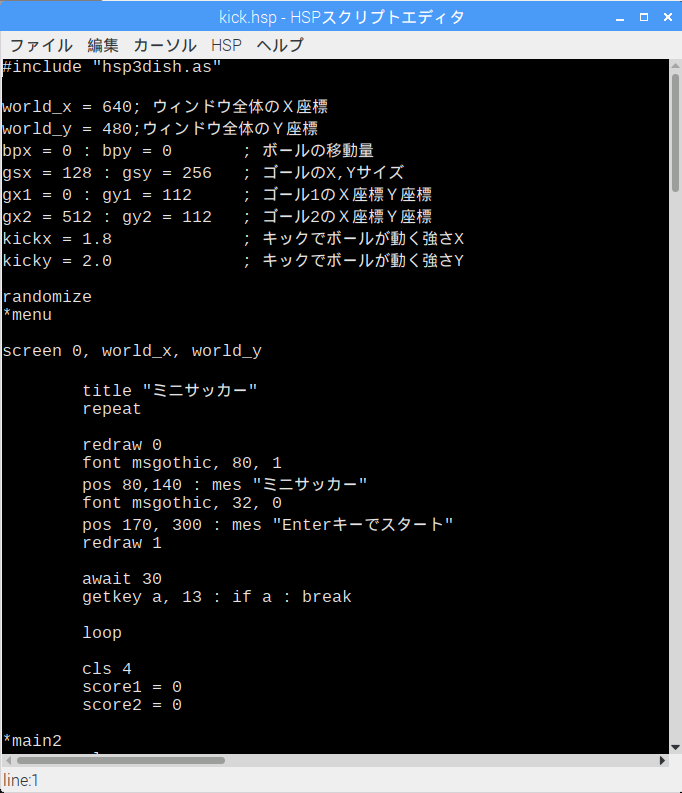 kick.hsp - HSPスクリプトエディタ
ファイル 編集 カーソル HSP ヘルプ
#include "hsp3dish.as"
world_x = 640; ウィンドウ全体のＸ座標
world_y = 480;ウィンドウ全体のＹ座標
bpx = 0 : bpy = 0       ; ボールの移動量
gsx = 128 : gsy = 256   ; ゴールのX,Yサイズ
gx1 = 0 : gy1 = 112     ; ゴール1のＸ座標Ｙ座標
gx2 = 512 : gy2 = 112   ; ゴール2のＸ座標Ｙ座標
kickx = 1.8             ; キックでボールが動く強さX
kicky = 2.0             ; キックでボールが動く強さY
randomize
*menu
screen 0, world_x, world_y
        title "ミニサッカー"
        repeat
        redraw 0
        font msgothic, 80, 1
        pos 80,140 : mes "ミニサッカー"
        font msgothic, 32, 0
        pos 170, 300 : mes "Enterキーでスタート"
        redraw 1
        await 30
        getkey a, 13 : if a : break
        loop
        cls 4
        score1 = 0
        score2 = 0
*main2
line:1